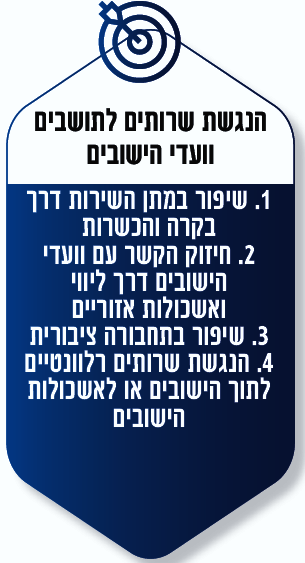 הנגשת שרותים לתושבים
וועדי הישובים
1. שיפור במתן השירות דרך
בקרה והכשרות
2. חיזוק הקשר עם וועדי
הישובים דרך ליווי
ואשכולות אזוריים
3. שיפור בתחבורה ציבורית
4. הנגשת שרותים רלוונטיים
לתוך הישובים או לאשכולות
הישובים